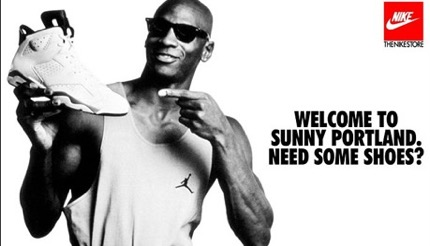 NIKE
THENIKESTORE
WELCOME TO
SUNNY PORTLAND.
NEED SOME SHOES?